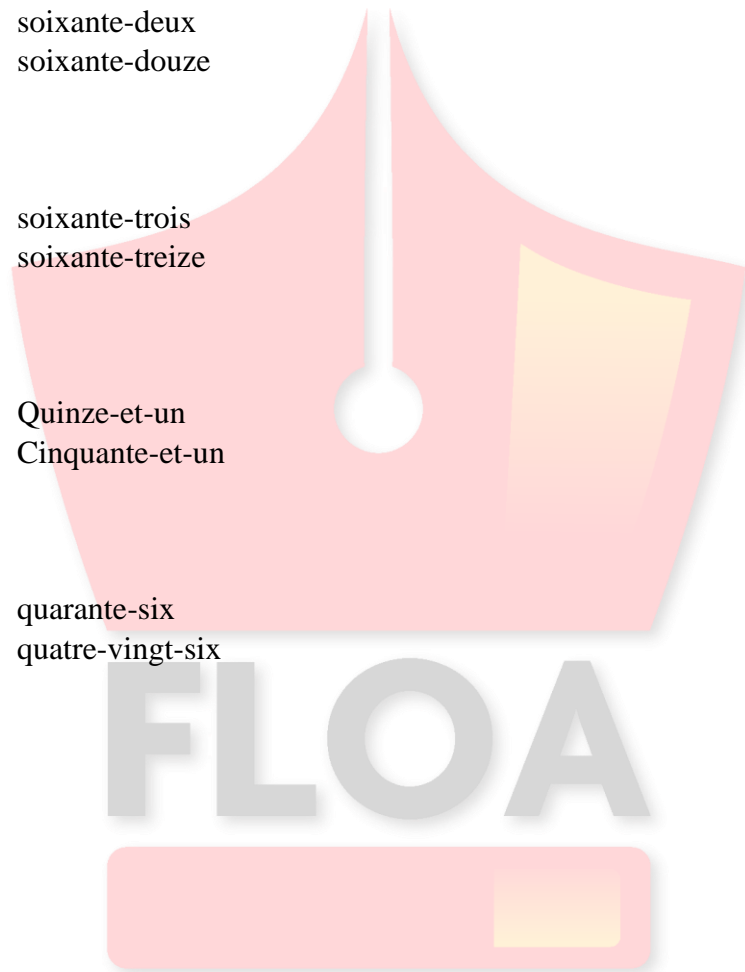 soixante-deux
soixante-douze
soixante-trois
soixante-treize
Quinze-et-un
Cinquante-et-un
quarante-six
quatre-vingt-six
FLOA